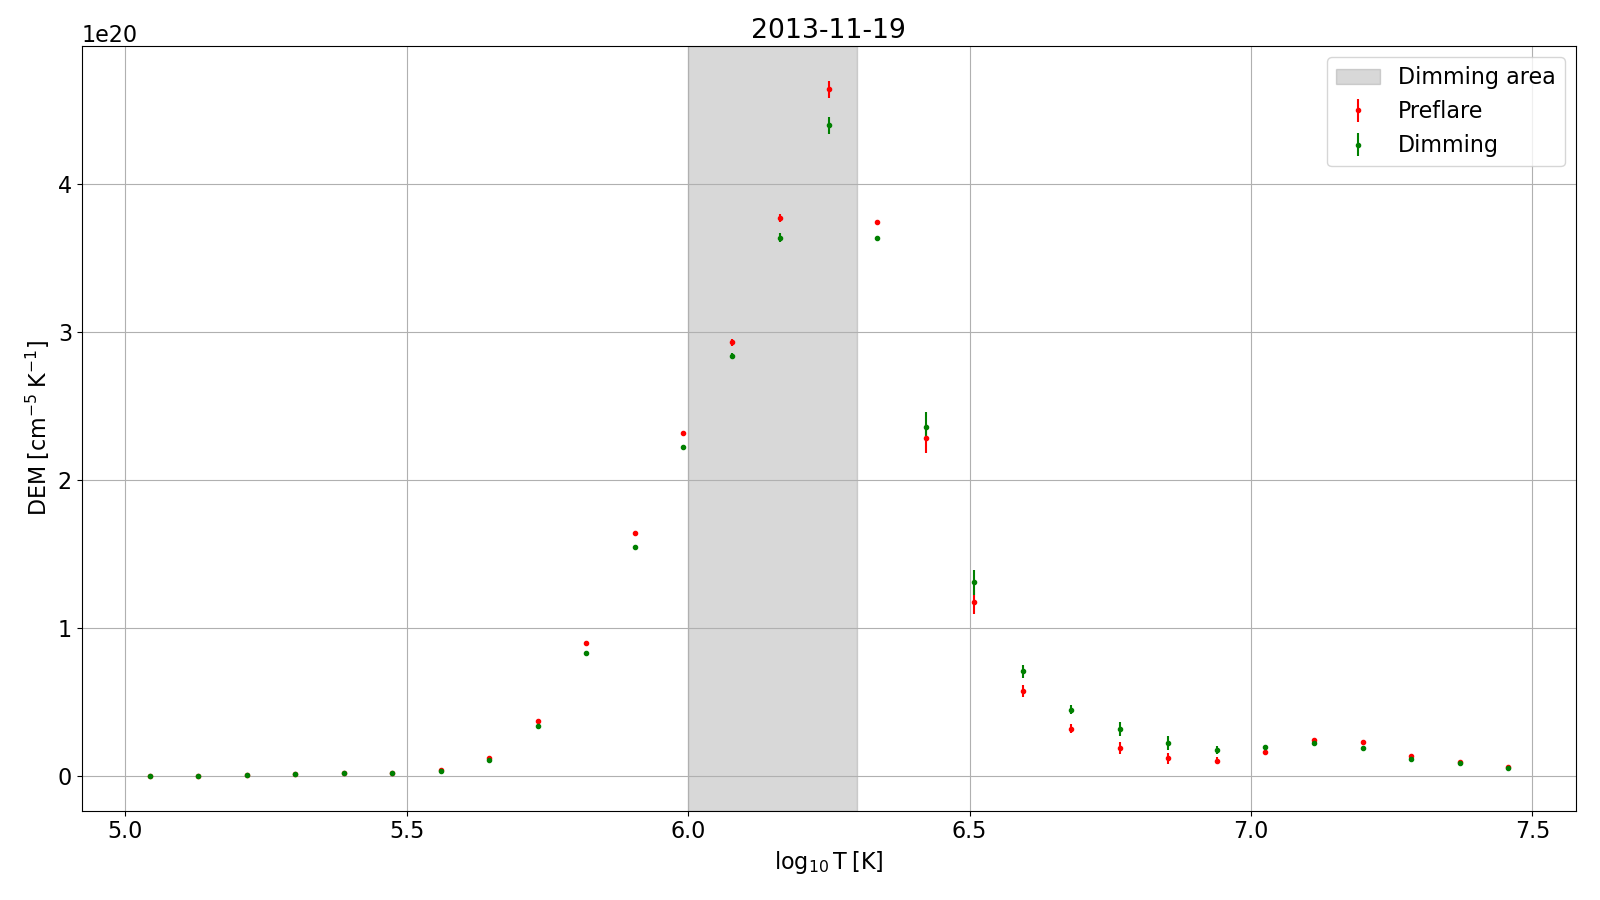 2013-11-19
1e20
Dimming area
Preflare
Dimming
4
3
2
1
0
DEM [cm⁻⁵ K⁻¹]
5.0 5.5 6.0 6.5 7.0 7.5
log₁₀ T [K]